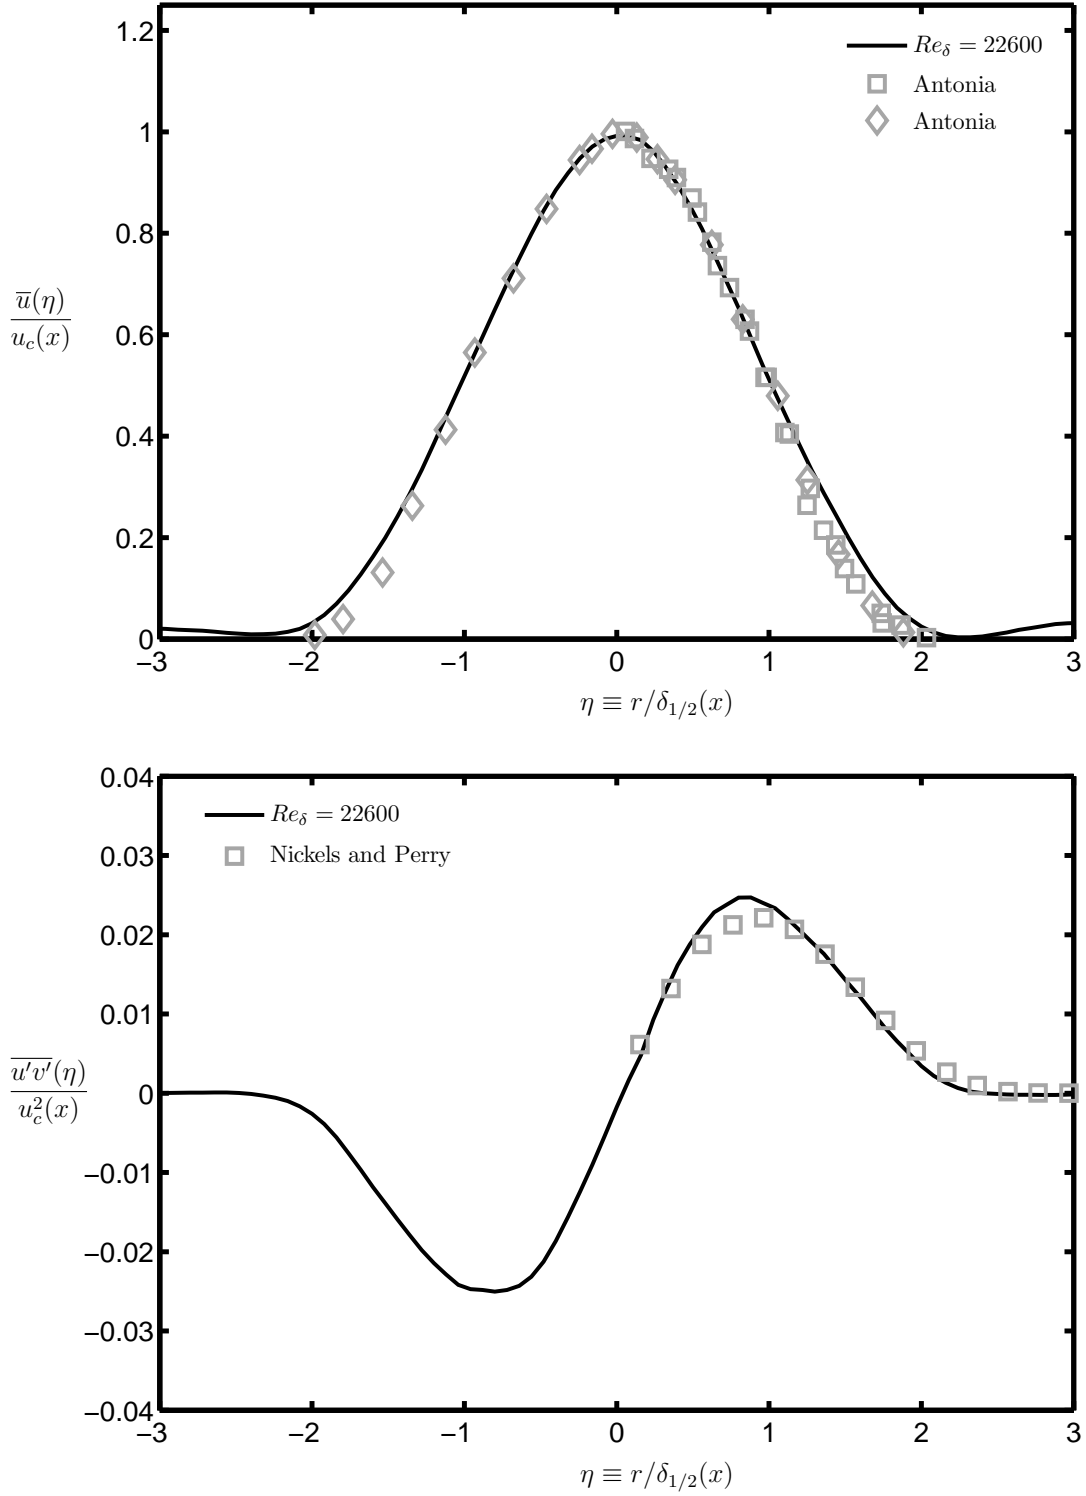 1.2
1
0.8
0.6
0.4
0.2
0
u̅(η)
u_c(x)
Re_δ = 22600
Antonia
Antonia
−3 −2 −1 0 1 2 3
η ≡ r/δ_{1/2}(x)
0.04
0.03
0.02
0.01
0
−0.01
−0.02
−0.03
−0.04
\overline{u′v′}(η)
u_c^2(x)
Re_δ = 22600
Nickels and Perry
−3 −2 −1 0 1 2 3
η ≡ r/δ_{1/2}(x)